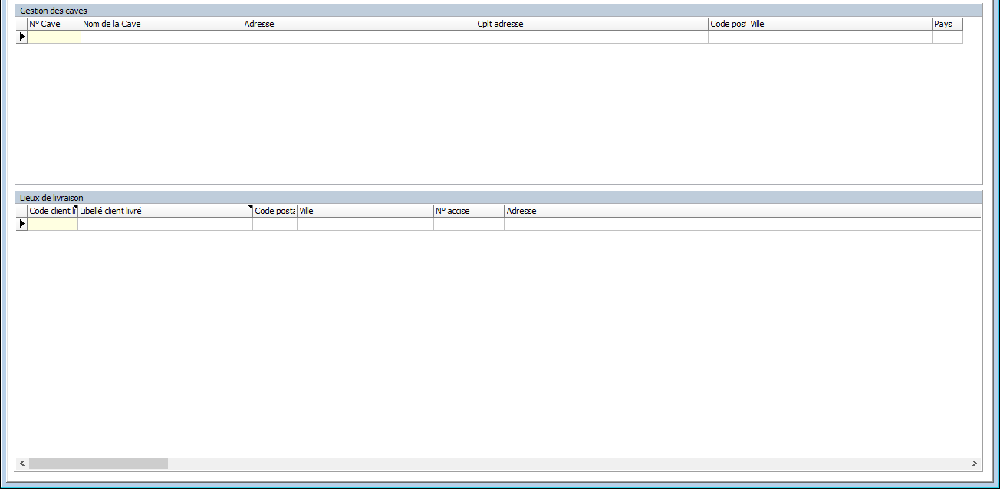 Gestion des caves
N° Cave Nom de la Cave Adresse Cplt adresse Code post Ville Pays
Lieux de livraison
Code client li Libellé client livré Code posta Ville N° accise Adresse